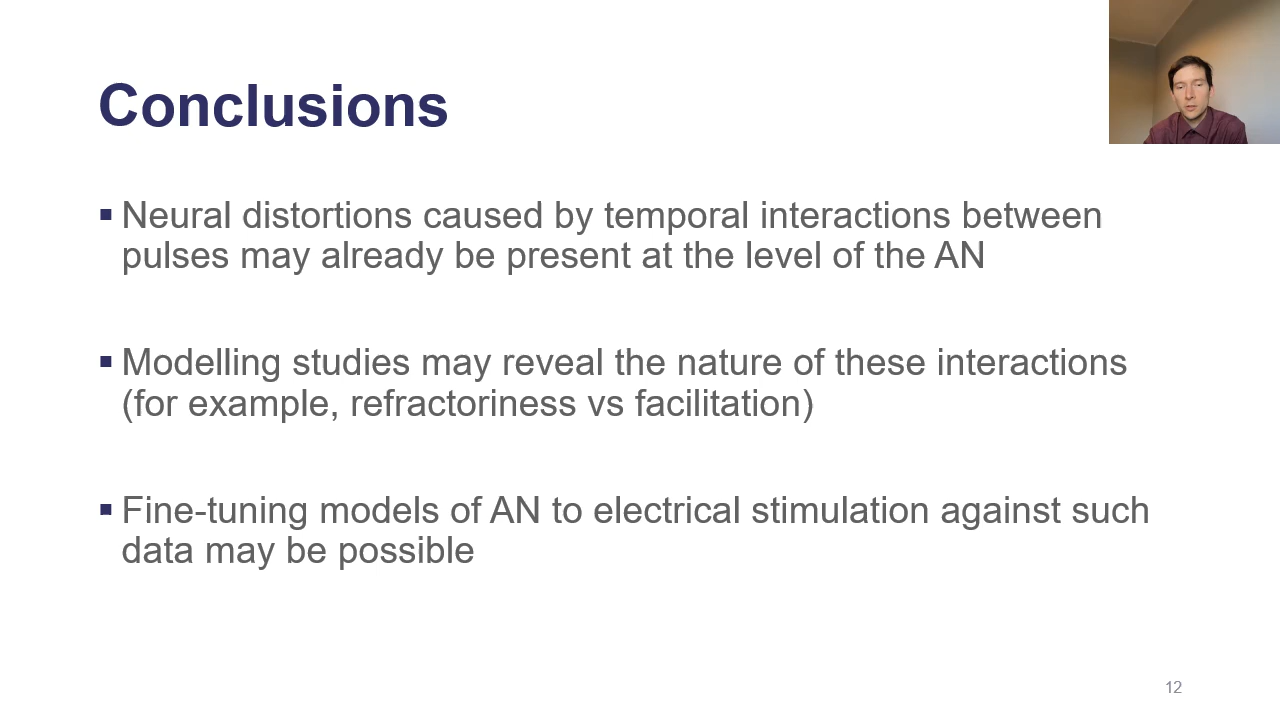 Conclusions
Neural distortions caused by temporal interactions between
pulses may already be present at the level of the AN
Modelling studies may reveal the nature of these interactions
(for example, refractoriness vs facilitation)
Fine-tuning models of AN to electrical stimulation against such
data may be possible
12